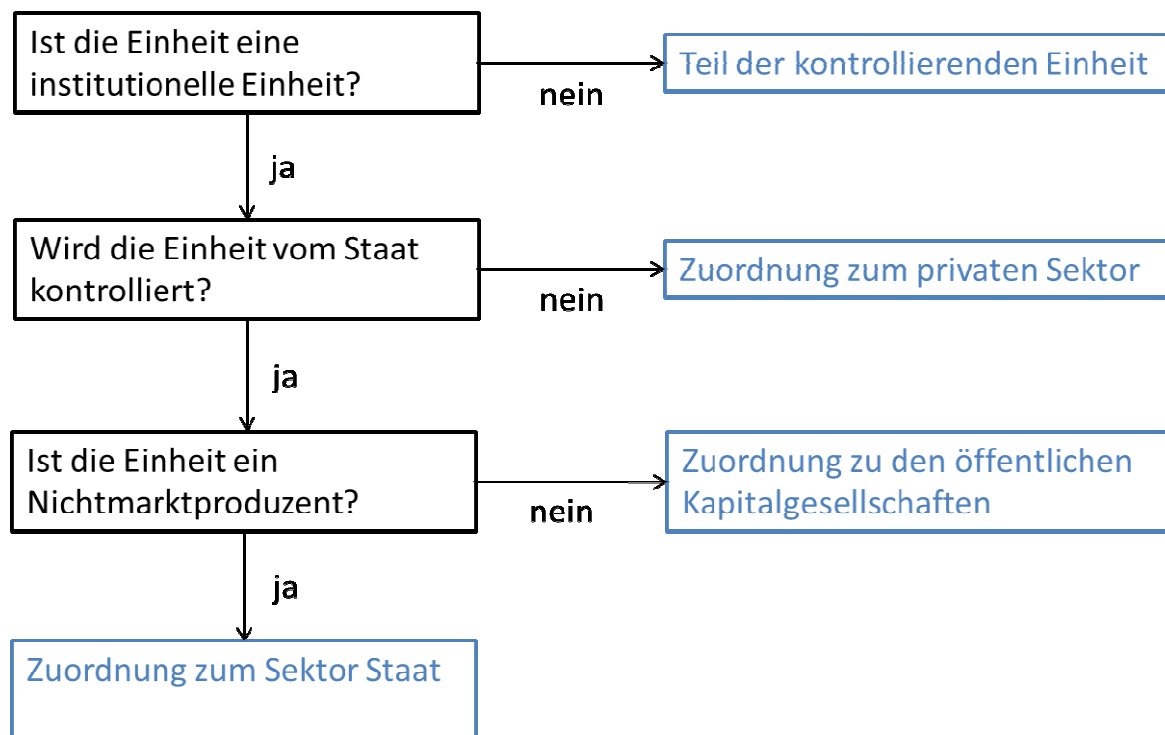 Ist die Einheit eine
institutionelle Einheit?
nein
Teil der kontrollierenden Einheit
ja
Wird die Einheit vom Staat
kontrolliert?
nein
Zuordnung zum privaten Sektor
ja
Ist die Einheit ein
Nichtmarktproduzent?
nein
Zuordnung zu den öffentlichen
Kapitalgesellschaften
ja
Zuordnung zum Sektor Staat